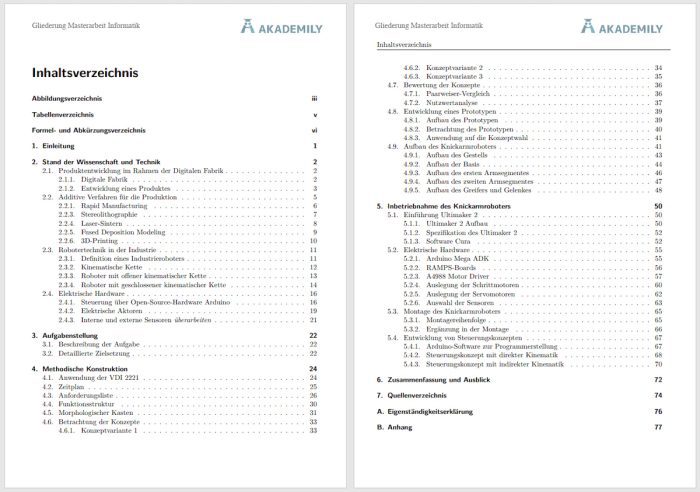 Gliederung Masterarbeit Informatik
AKADEMILY
Inhaltsverzeichnis
Abbildungsverzeichnis iii
Tabellenverzeichnis v
Formel- und Abkürzungsverzeichnis vi
1. Einleitung 1
2. Stand der Wissenschaft und Technik 2
2.1. Produktentwicklung im Rahmen der Digitalen Fabrik 2
2.1.1. Digitale Fabrik 2
2.1.2. Entwicklung eines Produktes 3
2.2. Additive Verfahren für die Produktion 5
2.2.1. Rapid Manufacturing 6
2.2.3. Stereolithographie 7
2.2.4. Laser-Sintern 8
2.2.5. Fused Deposition Modeling 9
2.2.6. 3D-Printing 10
2.3. Robotertechnik in der Industrie 11
2.3.1. Definition eines Industrieroboters 11
2.3.2. Kinematische Kette 12
2.3.3. Roboter mit offener kinematischer Kette 13
2.3.4. Roboter mit geschlossener kinematischer Kette 14
2.4. Elektrische Hardware 16
2.4.1. Steuerung über Open-Source-Hardware Arduino 16
2.4.2. Elektrische Aktoren 19
2.4.3. Interne und externe Sensoren überarbeiten 21
3. Aufgabenstellung 22
3.1. Beschreibung der Aufgabe 22
3.2. Detaillierte Zielsetzung 22
4. Methodische Konstruktion 24
4.1. Anwendung der VDI 2221 24
4.2. Zeitplan 25
4.3. Anforderungsliste 26
4.4. Funktionsstruktur 30
4.5. Morphologischer Kasten 31
4.6. Betrachtung der Konzepte 33
4.6.1. Konzeptvariante 1 33
Gliederung Masterarbeit Informatik
AKADEMILY
Inhaltsverzeichnis
4.6.2. Konzeptvariante 2 34
4.6.3. Konzeptvariante 3 35
4.7. Bewertung der Konzepte 36
4.7.1. Paarweiser-Vergleich 36
4.7.2. Nutzwertanalyse 37
4.8. Entwicklung eines Prototypen 39
4.8.1. Aufbau des Prototypen 39
4.8.2. Betrachtung des Prototypen 40
4.8.3. Anwendung auf die Konzeptwahl 41
4.9. Aufbau des Knickarmroboters 41
4.9.1. Aufbau des Gestells 43
4.9.2. Aufbau der Basis 44
4.9.3. Aufbau des ersten Armsegmentes 46
4.9.4. Aufbau des zweiten Armsegmentes 47
4.9.5. Aufbau des Greifers und Gelenkes 48
5. Inbetriebnahme des Knickarmroboters 50
5.1. Einführung Ultimaker 2 50
5.1.1. Ultimaker 2 Aufbau 50
5.1.2. Spezifikation des Ultimaker 2 52
5.1.3. Software Cura 52
5.2. Elektrische Hardware 55
5.2.1. Arduino Mega ADK 55
5.2.2. RAMPS-Boards 56
5.2.3. A4988 Motor Driver 57
5.2.4. Auslegung der Schrittmotoren 60
5.2.5. Auslegung der Servomotoren 62
5.2.6. Auswahl der Sensoren 63
5.3. Montage des Knickarmroboters 65
5.3.1. Montagereihenfolge 65
5.3.2. Ergänzung in der Montage 66
5.4. Entwicklung von Steuerungskonzepten 67
5.4.1. Arduino-Software zur Programmerstellung 67
5.4.2. Steuerungskonzept mit direkter Kinematik 68
5.4.3. Steuerungskonzept mit indirekter Kinematik 70
6. Zusammenfassung und Ausblick 72
7. Quellenverzeichnis 74
A. Eigenständigkeitserklärung 76
B. Anhang 77